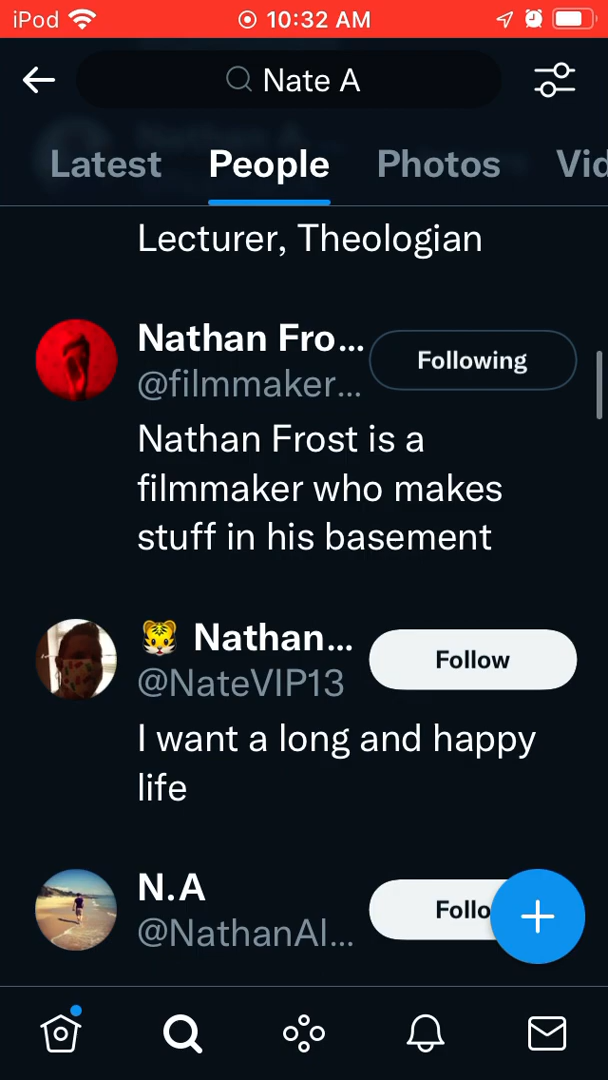 iPod 10:32 AM
Nate A
Latest People Photos Vid
Lecturer, Theologian
Nathan Fro... Following
@filmmaker...
Nathan Frost is a
filmmaker who makes
stuff in his basement
🐯 Nathan...
Follow
@NateVIP13
I want a long and happy
life
N.A
Follo
@NathanAl...